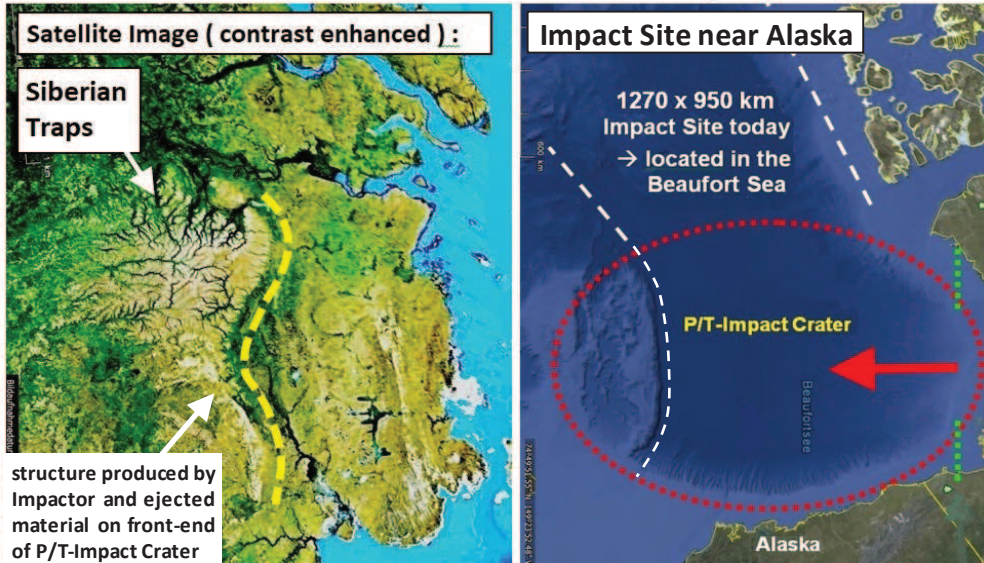 Satellite Image ( contrast enhanced ) :
Siberian
Traps
structure produced by
Impactor and ejected
material on front-end
of P/T-Impact Crater
Impact Site near Alaska
1270 x 950 km
Impact Site today
→ located in the
Beaufort Sea
600 km
P/T-Impact Crater
Beaufortsee
Alaska